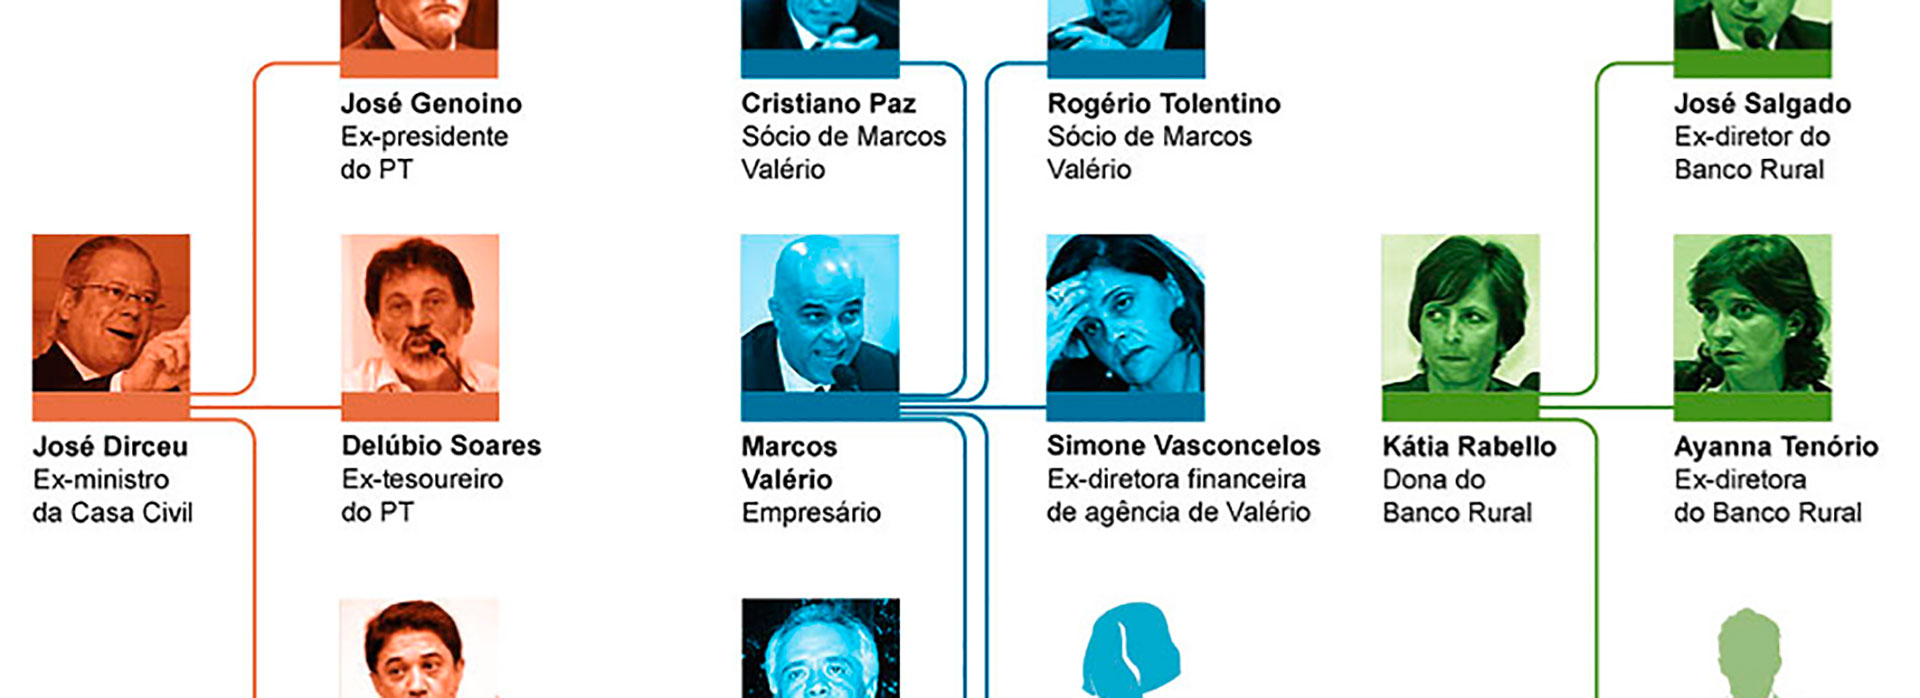 José Genoino
Ex-presidente
do PT
Cristiano Paz
Sócio de Marcos
Valério
Rogério Tolentino
Sócio de Marcos
Valério
José Salgado
Ex-diretor do
Banco Rural
José Dirceu
Ex-ministro
da Casa Civil
Delúbio Soares
Ex-tesoureiro
do PT
Marcos
Valério
Empresário
Simone Vasconcelos
Ex-diretora financeira
de agência de Valério
Kátia Rabello
Dona do
Banco Rural
Ayanna Tenório
Ex-diretora
do Banco Rural